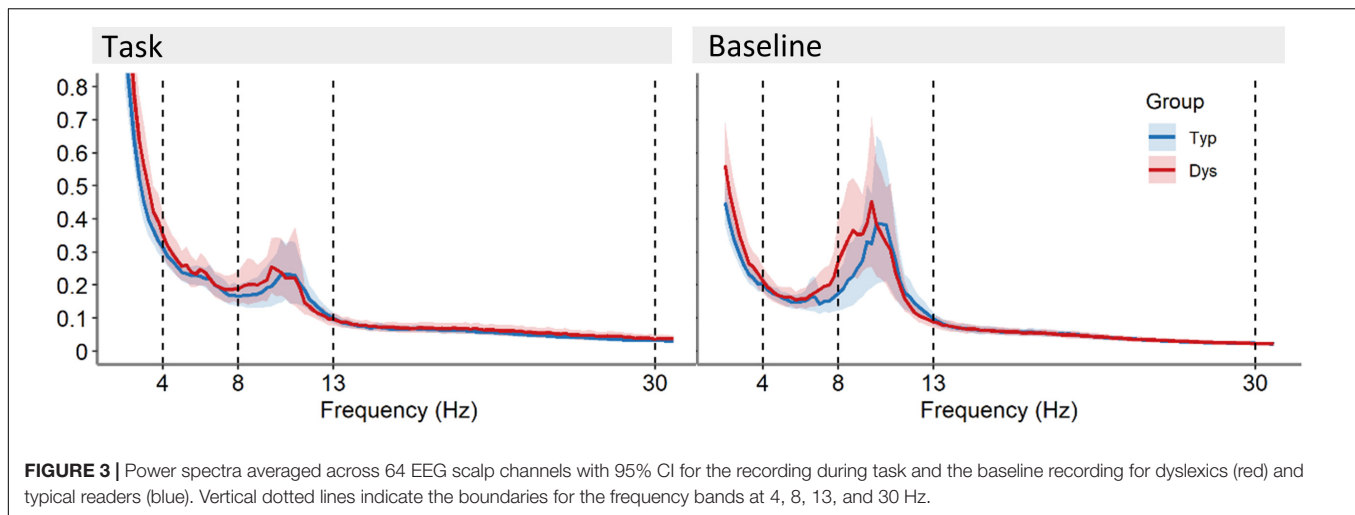 Task
Baseline
0.8
0.7
0.6
0.5
0.4
0.3
0.2
0.1
0
Group
Typ
Dys
4 8 13 30
4 8 13 30
Frequency (Hz)
Frequency (Hz)
FIGURE 3 | Power spectra averaged across 64 EEG scalp channels with 95% CI for the recording during task and the baseline recording for dyslexics (red) and
typical readers (blue). Vertical dotted lines indicate the boundaries for the frequency bands at 4, 8, 13, and 30 Hz.